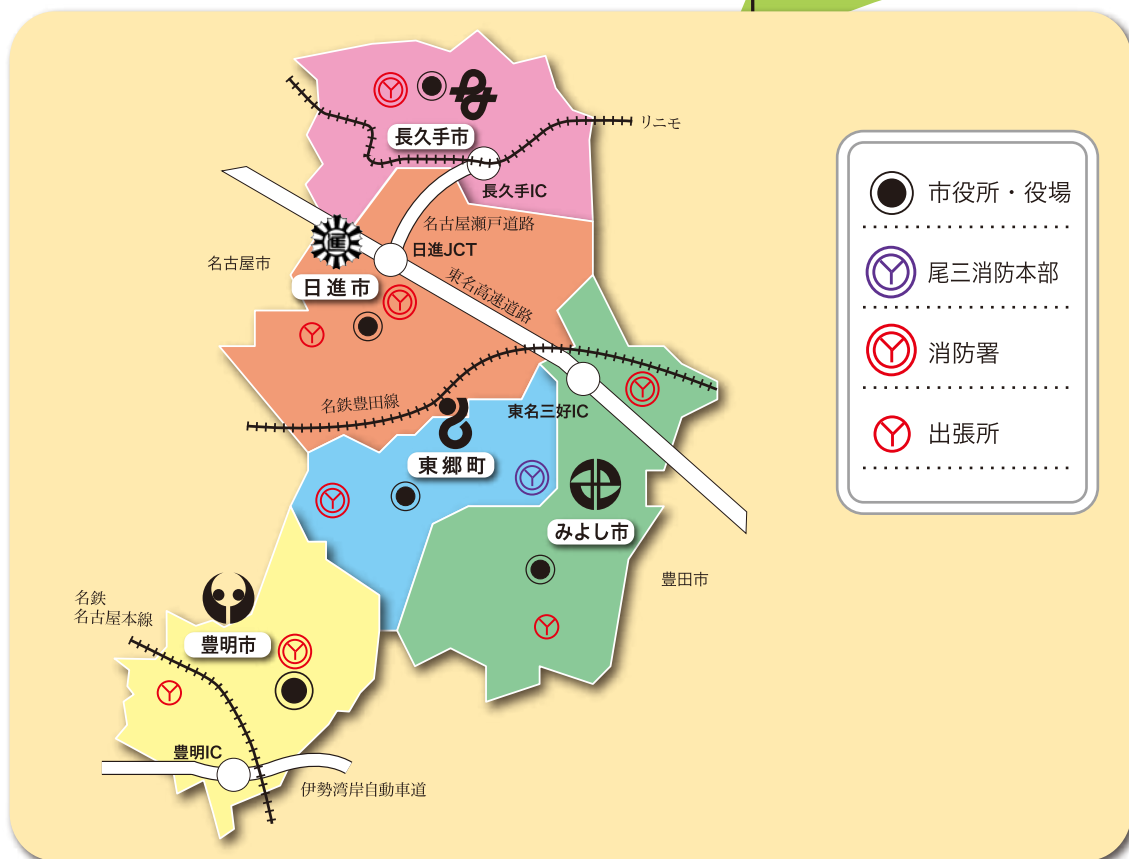 リニモ
長久手市
長久手IC
名古屋瀬戸道路
日進JCT
名古屋市
日進市
東名高速道路
名鉄豊田線
東名三好IC
東郷町
みよし市
豊田市
名鉄
名古屋本線
豊明市
豊明IC
伊勢湾岸自動車道
市役所・役場
尾三消防本部
消防署
出張所